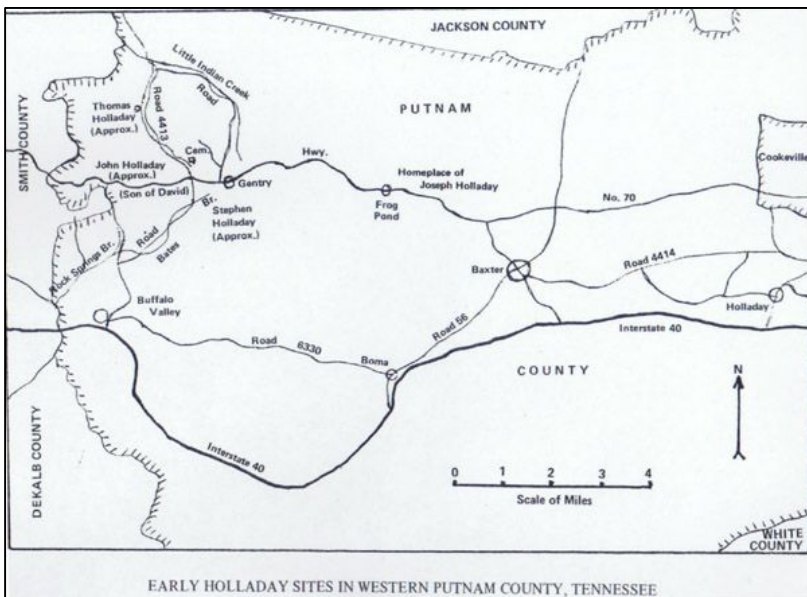 JACKSON COUNTY
Little Indian Creek
Road
PUTNAM
Thomas
Holladay
(Approx.)
Road 4413
SMITH COUNTY
Cem.
Cookeville
John Holladay
(Approx.)
(Son of David)
Hwy.
Homeplace of
Joseph Holladay
Gentry
Frog
Pond
No. 70
Br.
Stephen
Holladay
(Approx.)
Rock Springs Br.
Road
Bates
Baxter
Road 4414
Holladay
Buffalo
Valley
Road 56
Interstate 40
Road 6330
Boma
COUNTY
N
DEKALB COUNTY
Interstate 40
0 1 2 3 4
Scale of Miles
WHITE
COUNTY
EARLY HOLLADAY SITES IN WESTERN PUTNAM COUNTY, TENNESSEE